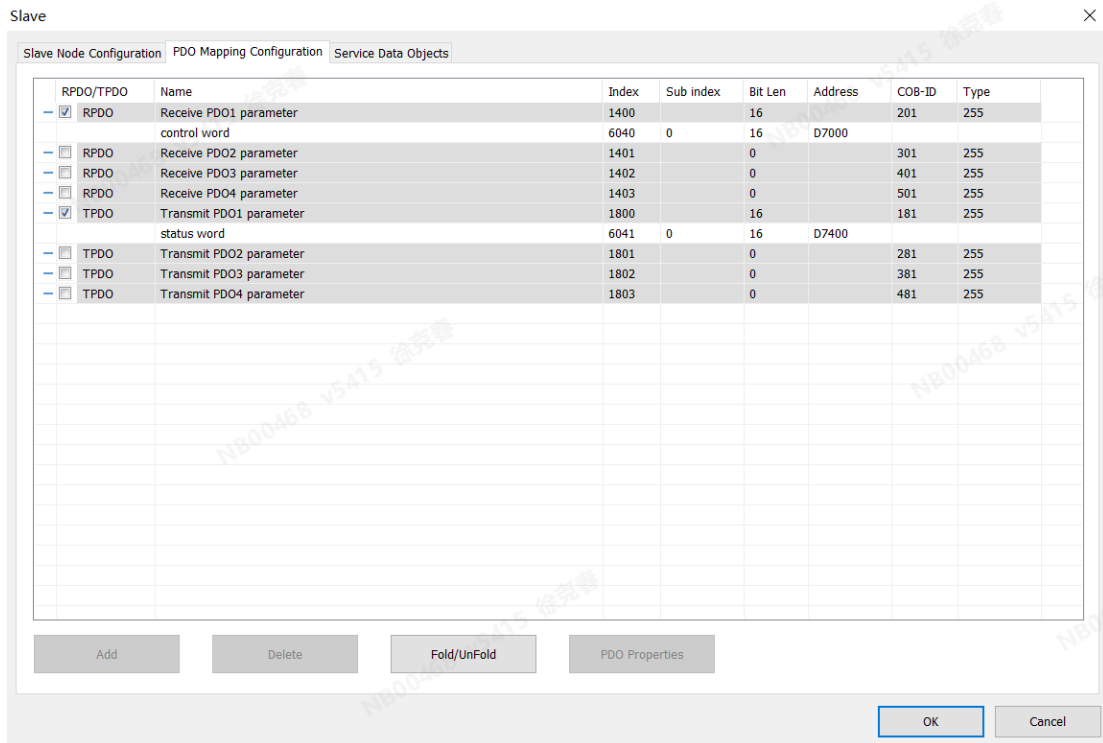 Slave
Slave Node Configuration PDO Mapping Configuration Service Data Objects
RPDO/TPDO Name Index Sub index Bit Len Address COB-ID Type
RPDO Receive PDO1 parameter 1400 16 201 255
control word 6040 0 16 D7000
RPDO Receive PDO2 parameter 1401 0 301 255
RPDO Receive PDO3 parameter 1402 0 401 255
RPDO Receive PDO4 parameter 1403 0 501 255
TPDO Transmit PDO1 parameter 1800 16 181 255
status word 6041 0 16 D7400
TPDO Transmit PDO2 parameter 1801 0 281 255
TPDO Transmit PDO3 parameter 1802 0 381 255
TPDO Transmit PDO4 parameter 1803 0 481 255
NB00468 v5415 徐克春
Add Delete Fold/UnFold PDO Properties
OK Cancel